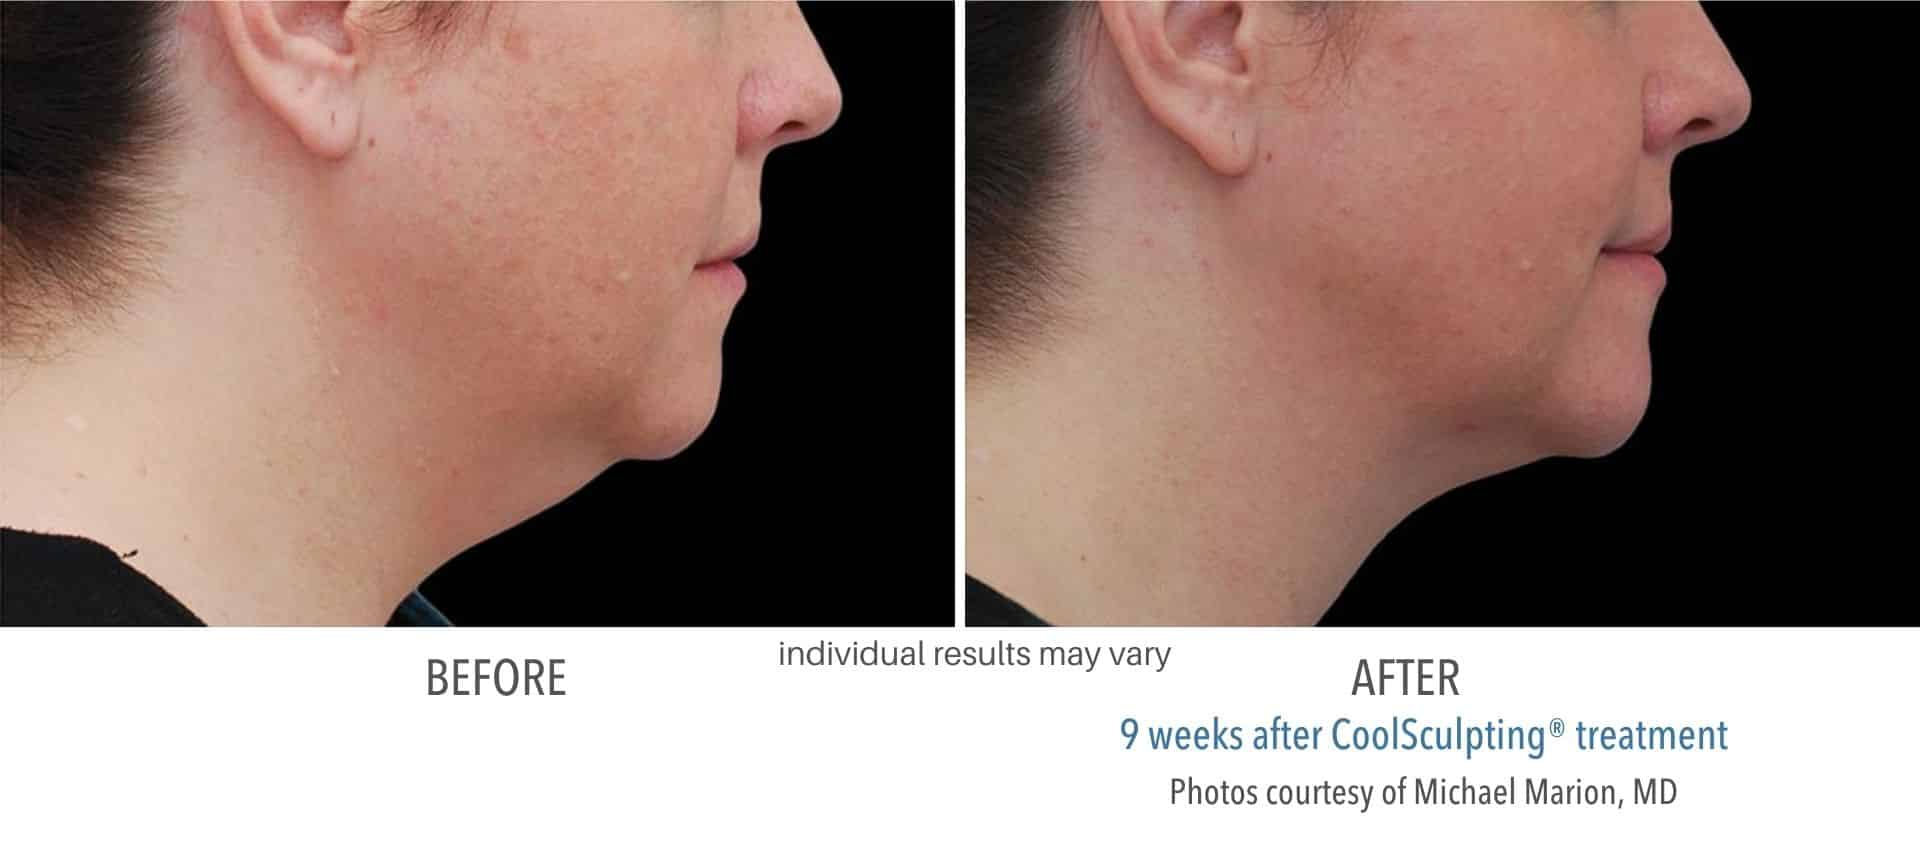 individual results may vary
BEFORE
AFTER
9 weeks after CoolSculpting® treatment
Photos courtesy of Michael Marion, MD